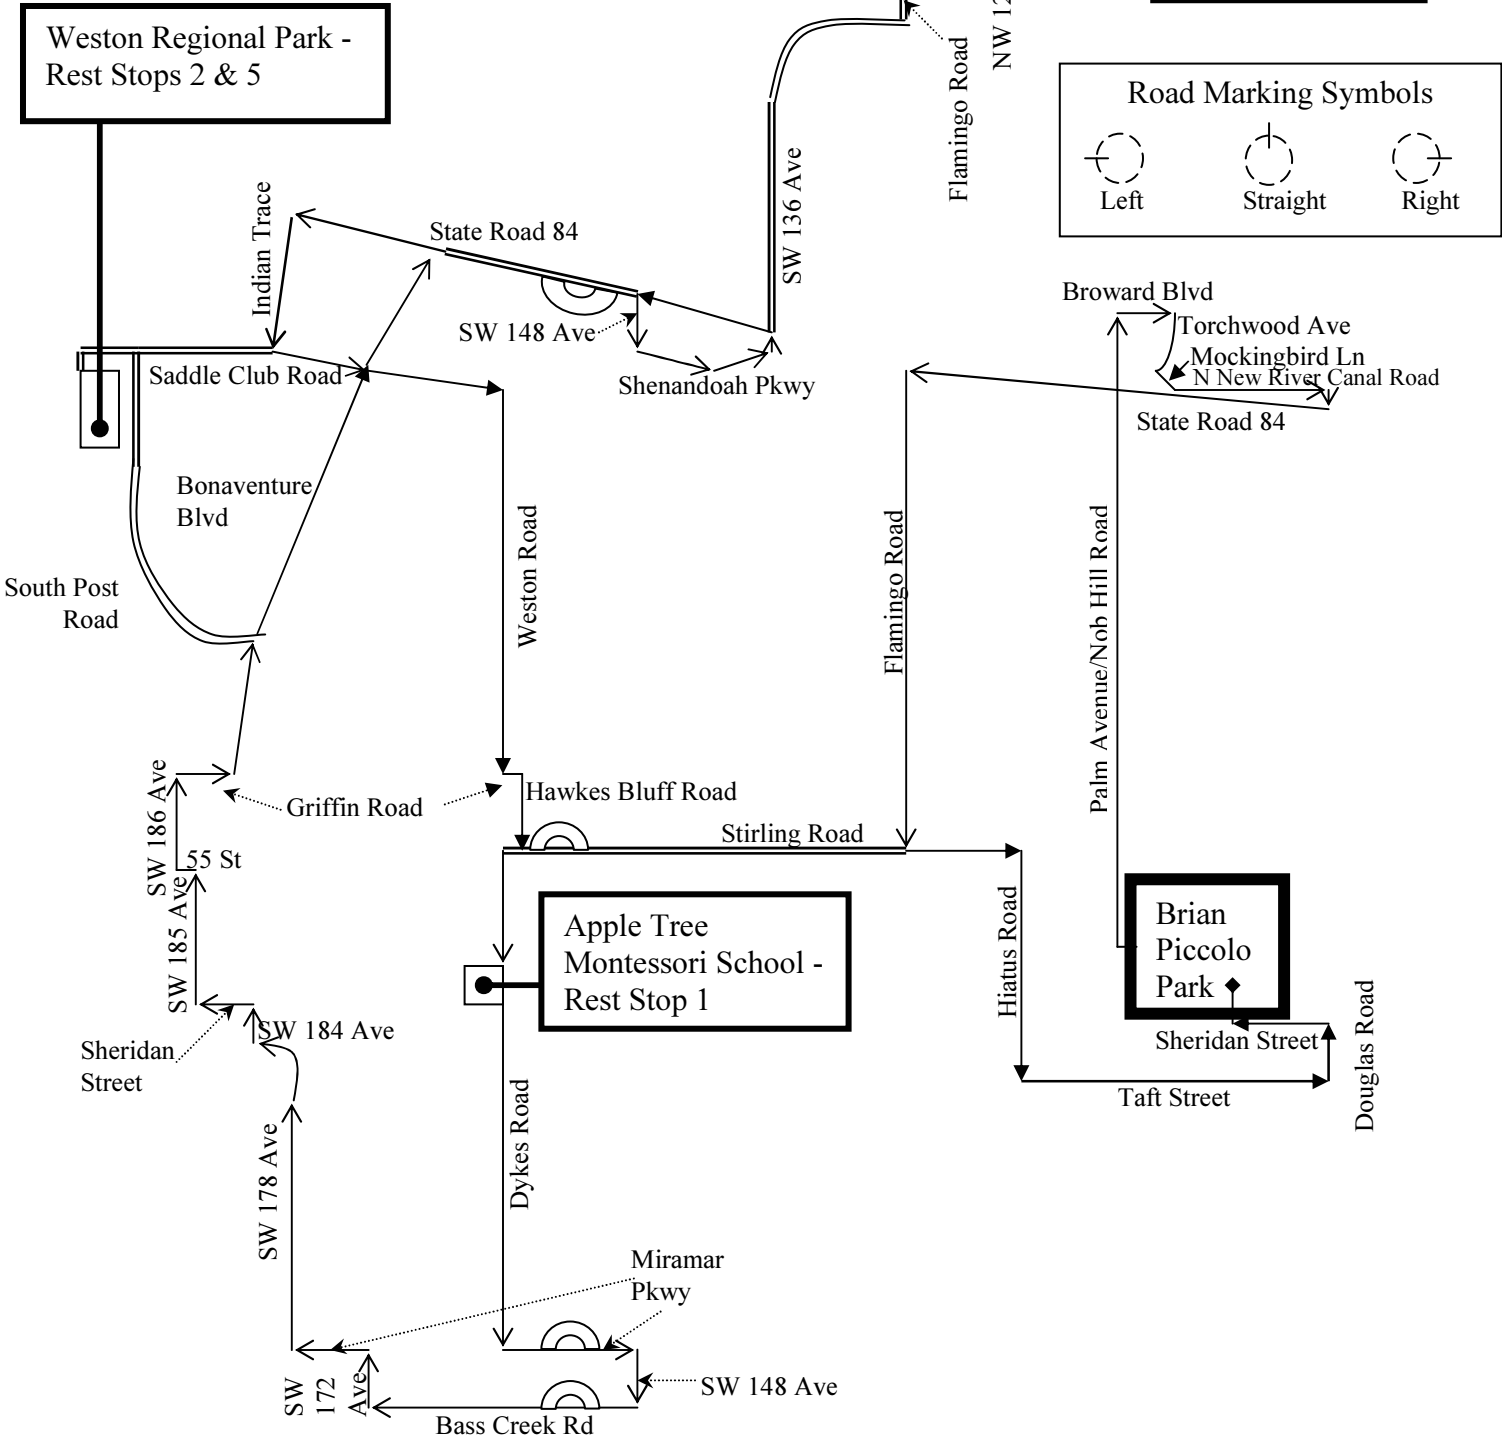 Weston Regional Park -
Rest Stops 2 & 5
Flamingo Road
Road Marking Symbols
Left
Straight
Right
Indian Trace
State Road 84
SW 136 Ave
SW 148 Ave
Shenandoah Pkwy
Saddle Club Road
Broward Blvd
Torchwood Ave
Mockingbird Ln
N New River Canal Road
State Road 84
Bonaventure
Blvd
South Post
Road
Weston Road
Flamingo Road
Palm Avenue/Nob Hill Road
SW 186 Ave
Griffin Road
Hawkes Bluff Road
Stirling Road
55 St
SW 185 Ave
Apple Tree
Montessori School -
Rest Stop 1
Hiatus Road
Brian
Piccolo
Park
Sheridan Street
Douglas Road
Taft Street
SW 184 Ave
Sheridan
Street
SW 178 Ave
Dykes Road
Miramar
Pkwy
SW
172
Ave
SW 148 Ave
Bass Creek Rd